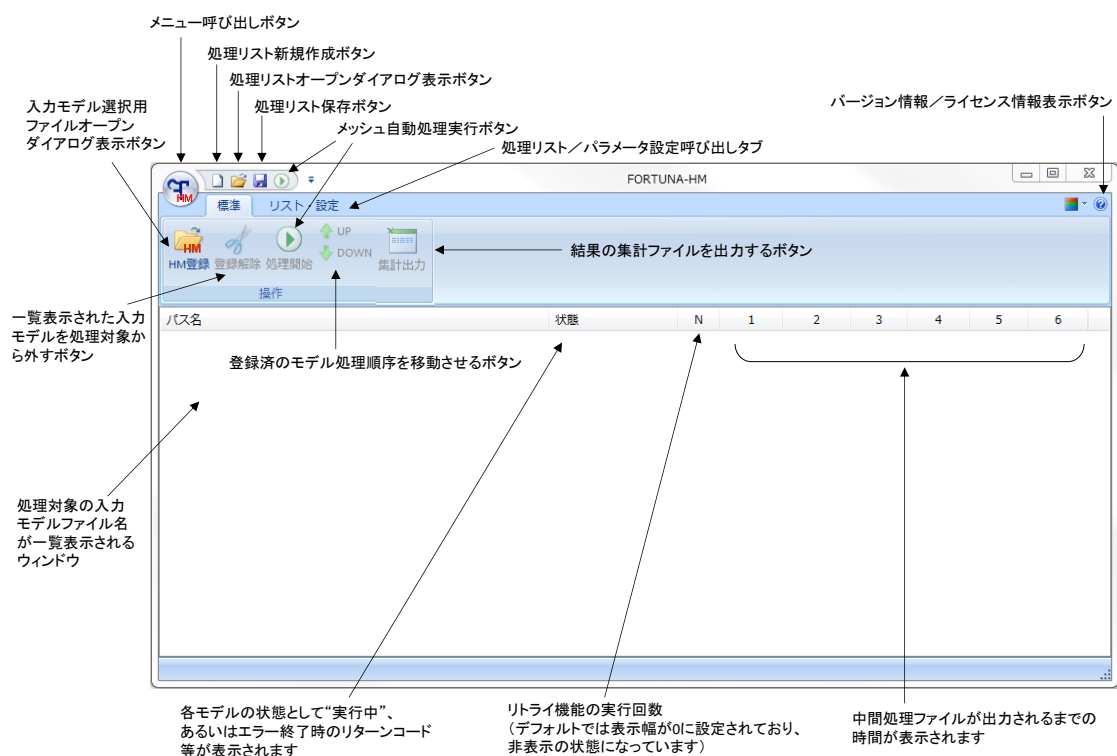 メニュー呼び出しボタン
処理リスト新規作成ボタン
処理リストオープンダイアログ表示ボタン
処理リスト保存ボタン
メッシュ自動処理実行ボタン
処理リスト／パラメータ設定呼び出しタブ
バージョン情報／ライセンス情報表示ボタン
入力モデル選択用
ファイルオープン
ダイアログ表示ボタン
FORTUNA-HM
HM
標準 リスト・設定
HM
HM登録 登録解除 処理開始 UP DOWN 集計出力
操作
結果の集計ファイルを出力するボタン
一覧表示された入力
モデルを処理対象か
ら外すボタン
登録済のモデル処理順序を移動させるボタン
パス名 状態 N 1 2 3 4 5 6
処理対象の入力
モデルファイル名
が一覧表示される
ウィンドウ
各モデルの状態として“実行中”、
あるいはエラー終了時のリターンコード
等が表示されます
リトライ機能の実行回数
（デフォルトでは表示幅が0に設定されており、
非表示の状態になっています）
中間処理ファイルが出力されるまでの
時間が表示されます